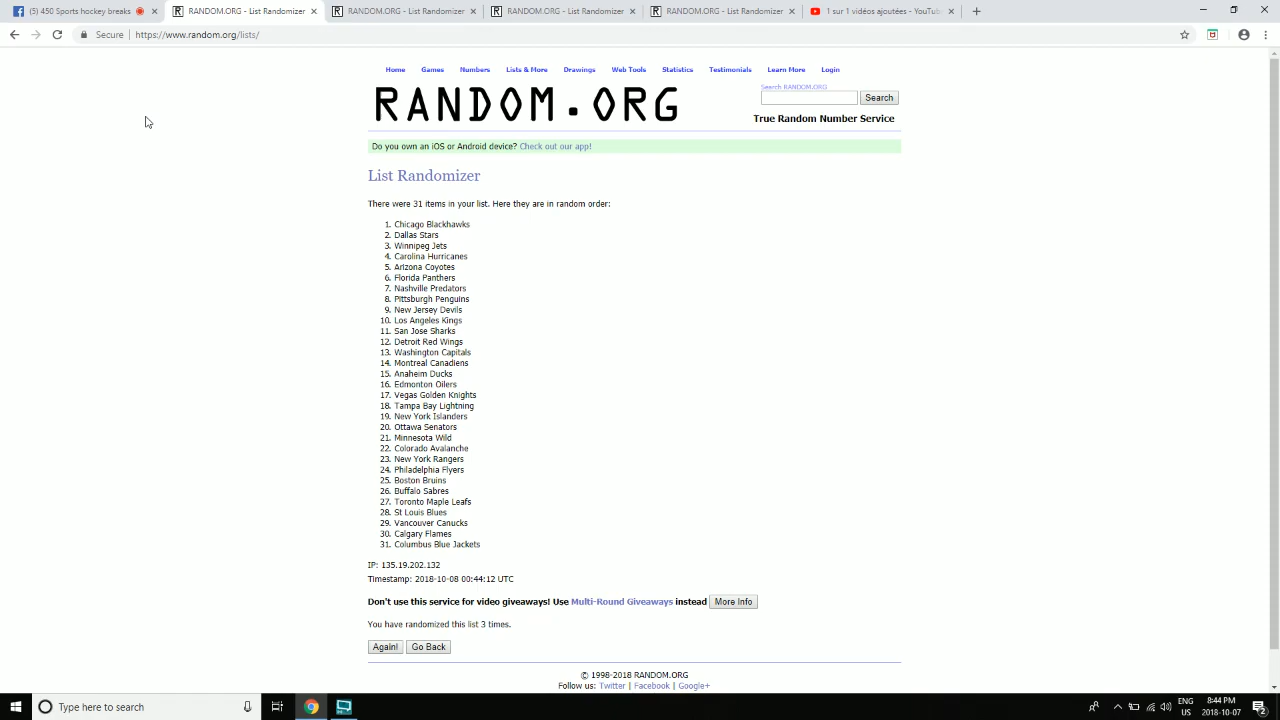 (5) 450 Sports hockey breaks
RANDOM.ORG - List Randomizer
RANDOM.ORG - List Randomizer
RANDOM.ORG - List Randomizer
RANDOM.ORG - List Randomizer
1 sur 1 vidéos ajoutées - YouTu
Secure | https://www.random.org/lists/
Home Games Numbers Lists & More Drawings Web Tools Statistics Testimonials Learn More Login
RANDOM.ORG
Search RANDOM.ORG
Search
True Random Number Service
Do you own an iOS or Android device? Check out our app!
List Randomizer
There were 31 items in your list. Here they are in random order:
1. Chicago Blackhawks
2. Dallas Stars
3. Winnipeg Jets
4. Carolina Hurricanes
5. Arizona Coyotes
6. Florida Panthers
7. Nashville Predators
8. Pittsburgh Penguins
9. New Jersey Devils
10. Los Angeles Kings
11. San Jose Sharks
12. Detroit Red Wings
13. Washington Capitals
14. Montreal Canadiens
15. Anaheim Ducks
16. Edmonton Oilers
17. Vegas Golden Knights
18. Tampa Bay Lightning
19. New York Islanders
20. Ottawa Senators
21. Minnesota Wild
22. Colorado Avalanche
23. New York Rangers
24. Philadelphia Flyers
25. Boston Bruins
26. Buffalo Sabres
27. Toronto Maple Leafs
28. St Louis Blues
29. Vancouver Canucks
30. Calgary Flames
31. Columbus Blue Jackets
IP: 135.19.202.132
Timestamp: 2018-10-08 00:44:12 UTC
Don't use this service for video giveaways! Use Multi-Round Giveaways instead More Info
You have randomized this list 3 times.
Again! Go Back
© 1998-2018 RANDOM.ORG
Follow us: Twitter | Facebook | Google+
Type here to search
ENG
US
8:44 PM
2018-10-07
2